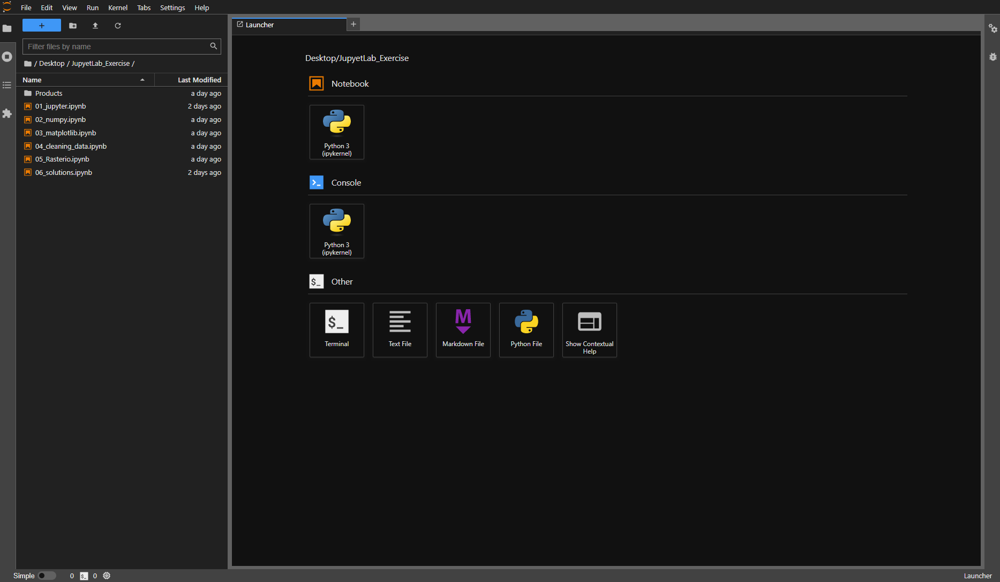 File Edit View Run Kernel Tabs Settings Help
+
Filter files by name
/ Desktop / JupyetLab_Exercise /
Name Last Modified
Products a day ago
01_jupyter.ipynb 2 days ago
02_numpy.ipynb a day ago
03_matplotlib.ipynb a day ago
04_cleaning_data.ipynb a day ago
05_Rasterio.ipynb a day ago
06_solutions.ipynb 2 days ago
Launcher +
Desktop/JupyetLab_Exercise
Notebook
Python 3
(ipykernel)
>_ Console
Python 3
(ipykernel)
$_ Other
$_
Terminal
Text File
M
Markdown File
Python File
Show Contextual
Help
Simple 0 $_ 0 Launcher